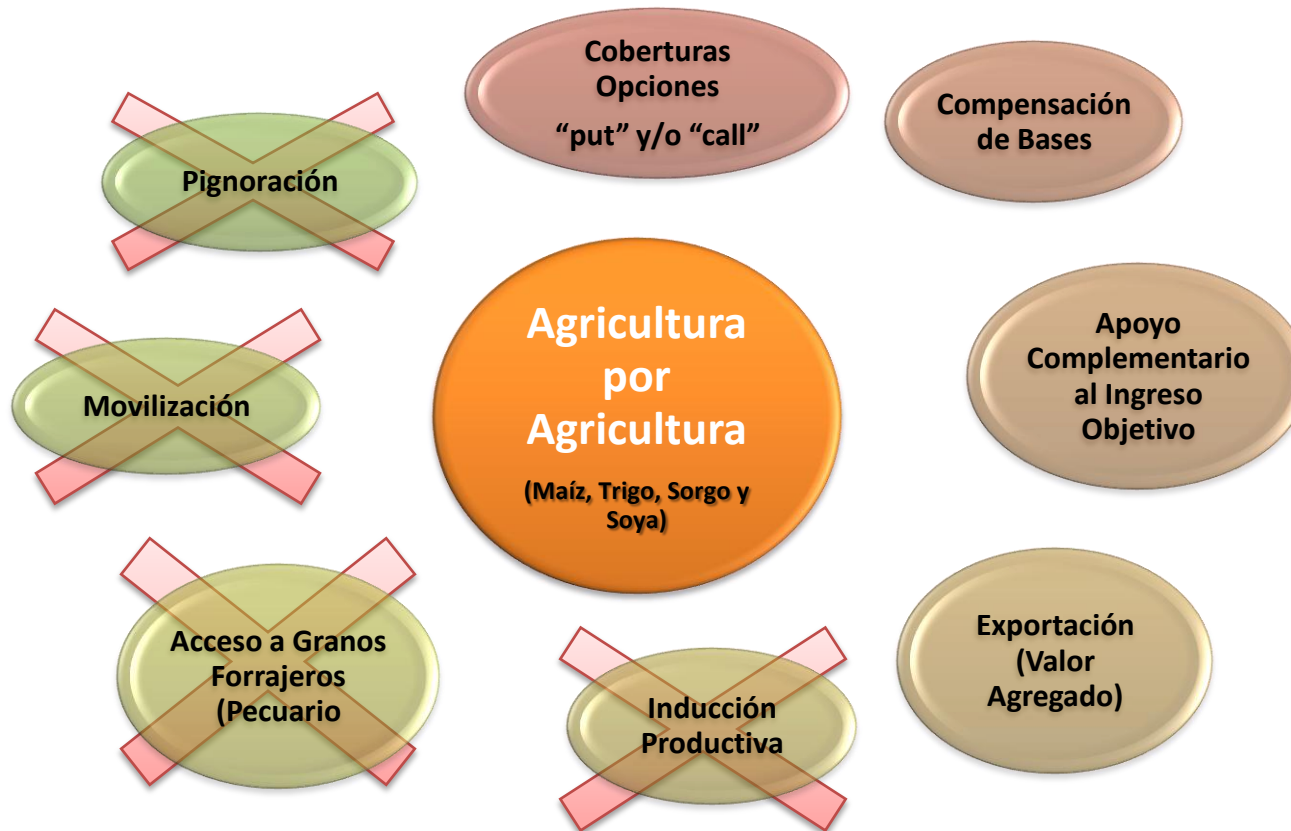 Coberturas
Opciones
“put” y/o “call”
Compensación
de Bases
Pignoración
Agricultura
por
Agricultura
(Maíz, Trigo, Sorgo y
Soya)
Apoyo
Complementario
al Ingreso
Objetivo
Movilización
Exportación
(Valor
Agregado)
Acceso a Granos
Forrajeros
(Pecuario
Inducción
Productiva